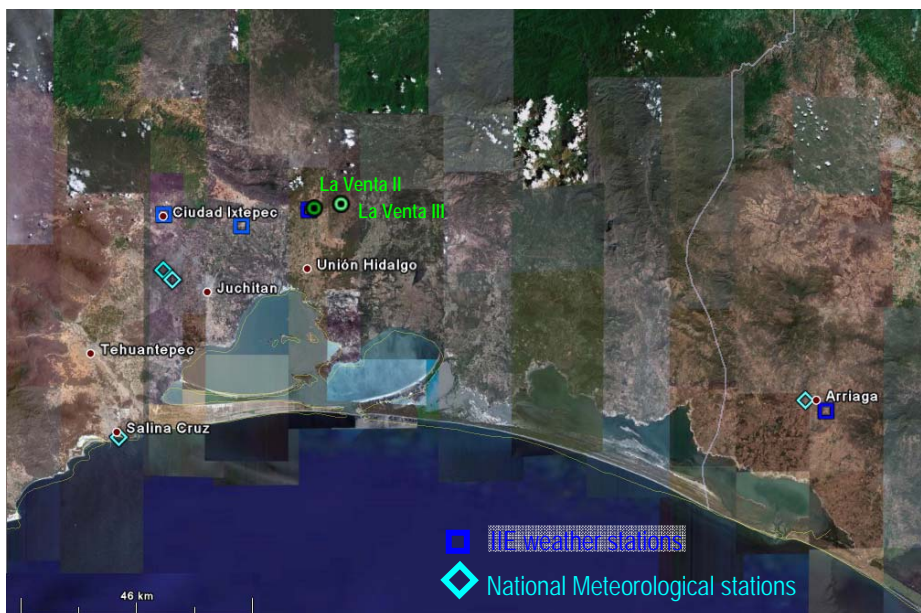 La Venta II
La Venta III
Ciudad Ixtepec
Unión Hidalgo
Juchitan
Tehuantepec
Arriaga
Salina Cruz
IIE weather stations
National Meteorological stations
46 km